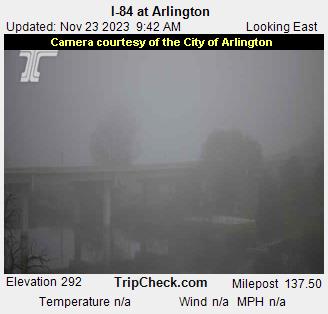 I-84 at Arlington
Updated: Nov 23 2023 9:42 AM Looking East
Camera courtesy of the City of Arlington
Elevation 292 TripCheck.com Milepost 137.50
Temperature n/a Wind n/a MPH n/a